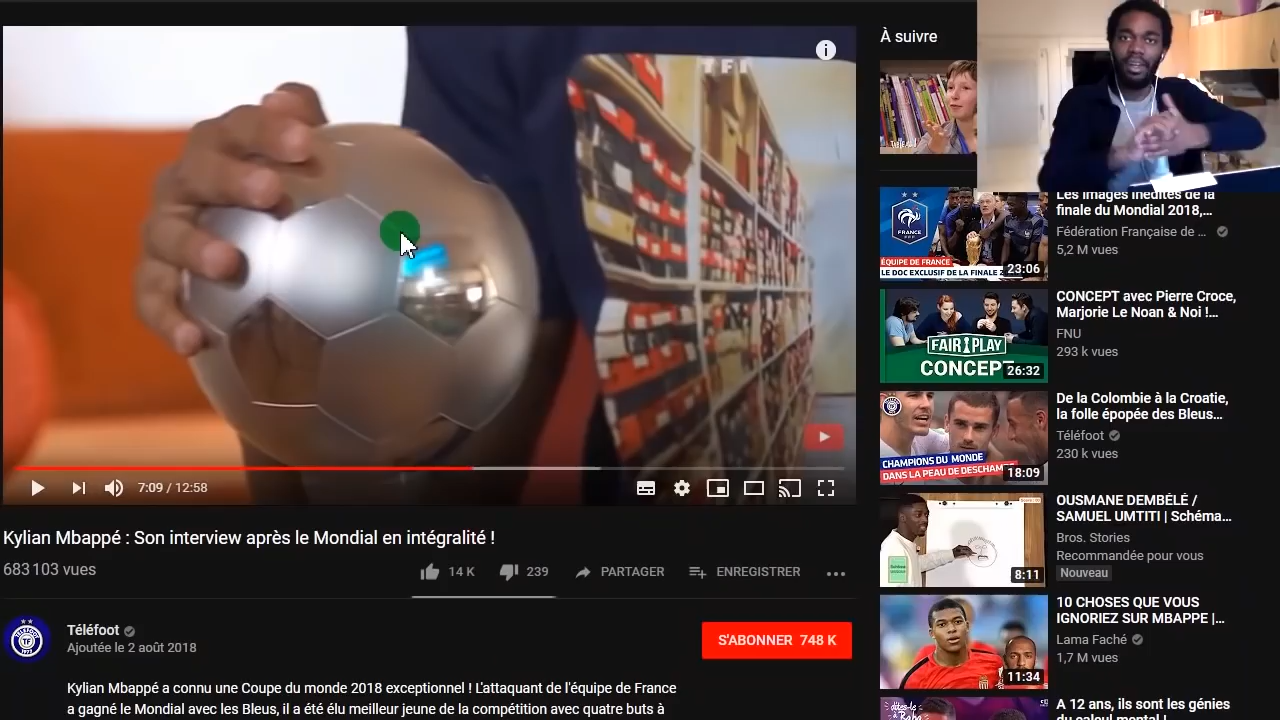 TF1
À suivre
7:09 / 12:58
Kylian Mbappé : Son interview après le Mondial en intégralité !
683 103 vues
14 K
239
PARTAGER
ENREGISTRER
Téléfoot
Ajoutée le 2 août 2018
S'ABONNER 748 K
Kylian Mbappé a connu une Coupe du monde 2018 exceptionnel ! L'attaquant de l'équipe de France
a gagné le Mondial avec les Bleus, il a été élu meilleur jeune de la compétition avec quatre buts à
FRANCE
ÉQUIPE DE FRANCE
LE DOC EXCLUSIF DE LA FINALE 2
23:06
Les images inédites de la
finale du Mondial 2018,...
Fédération Française de ...
5,2 M vues
FAIR PLAY
CONCEPT
26:32
CONCEPT avec Pierre Croce,
Marjorie Le Noan & Noi !...
FNU
293 k vues
CHAMPIONS DU MONDE
DANS LA PEAU DE DESCHAM
18:09
De la Colombie à la Croatie,
la folle épopée des Bleus...
Téléfoot
230 k vues
8:11
OUSMANE DEMBÉLÉ /
SAMUEL UMTITI | Schéma...
Bros. Stories
Recommandée pour vous
Nouveau
11:34
10 CHOSES QUE VOUS
IGNORIEZ SUR MBAPPE |...
Lama Faché
1,7 M vues
A 12 ans, ils sont les génies
du calcul mental !